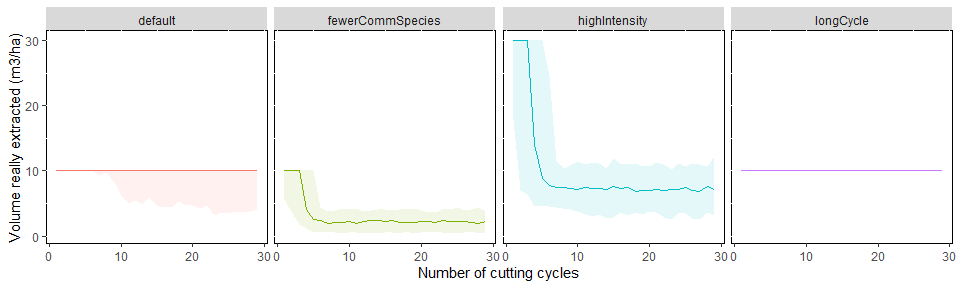 default fewerCommSpecies highIntensity longCycle
Volume really extracted (m3/ha)
30
20
10
0
0 10 20 30 0 10 20 30 0 10 20 30 0 10 20 30
Number of cutting cycles